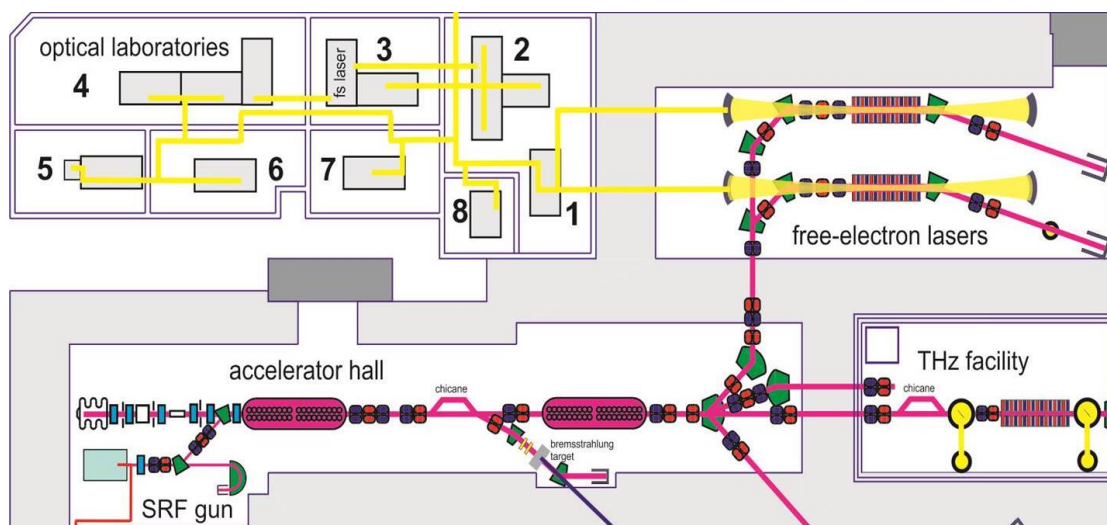 optical laboratories
4
3
fs laser
2
5
6
7
8
1
free-electron lasers
accelerator hall
THz facility
chicane
chicane
bremsstrahlung
target
SRF gun